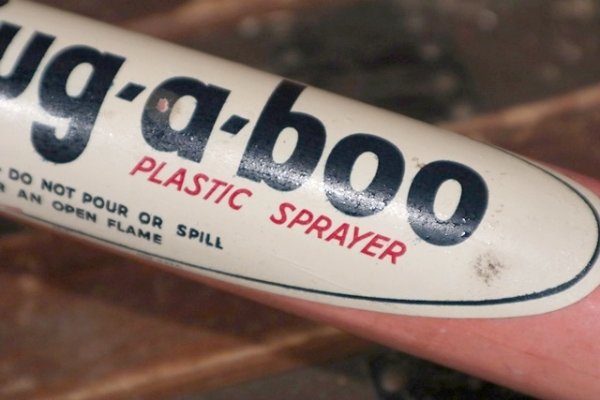 ug-a-boo
PLASTIC SPRAYER
DO NOT POUR OR SPILL
AN OPEN FLAME